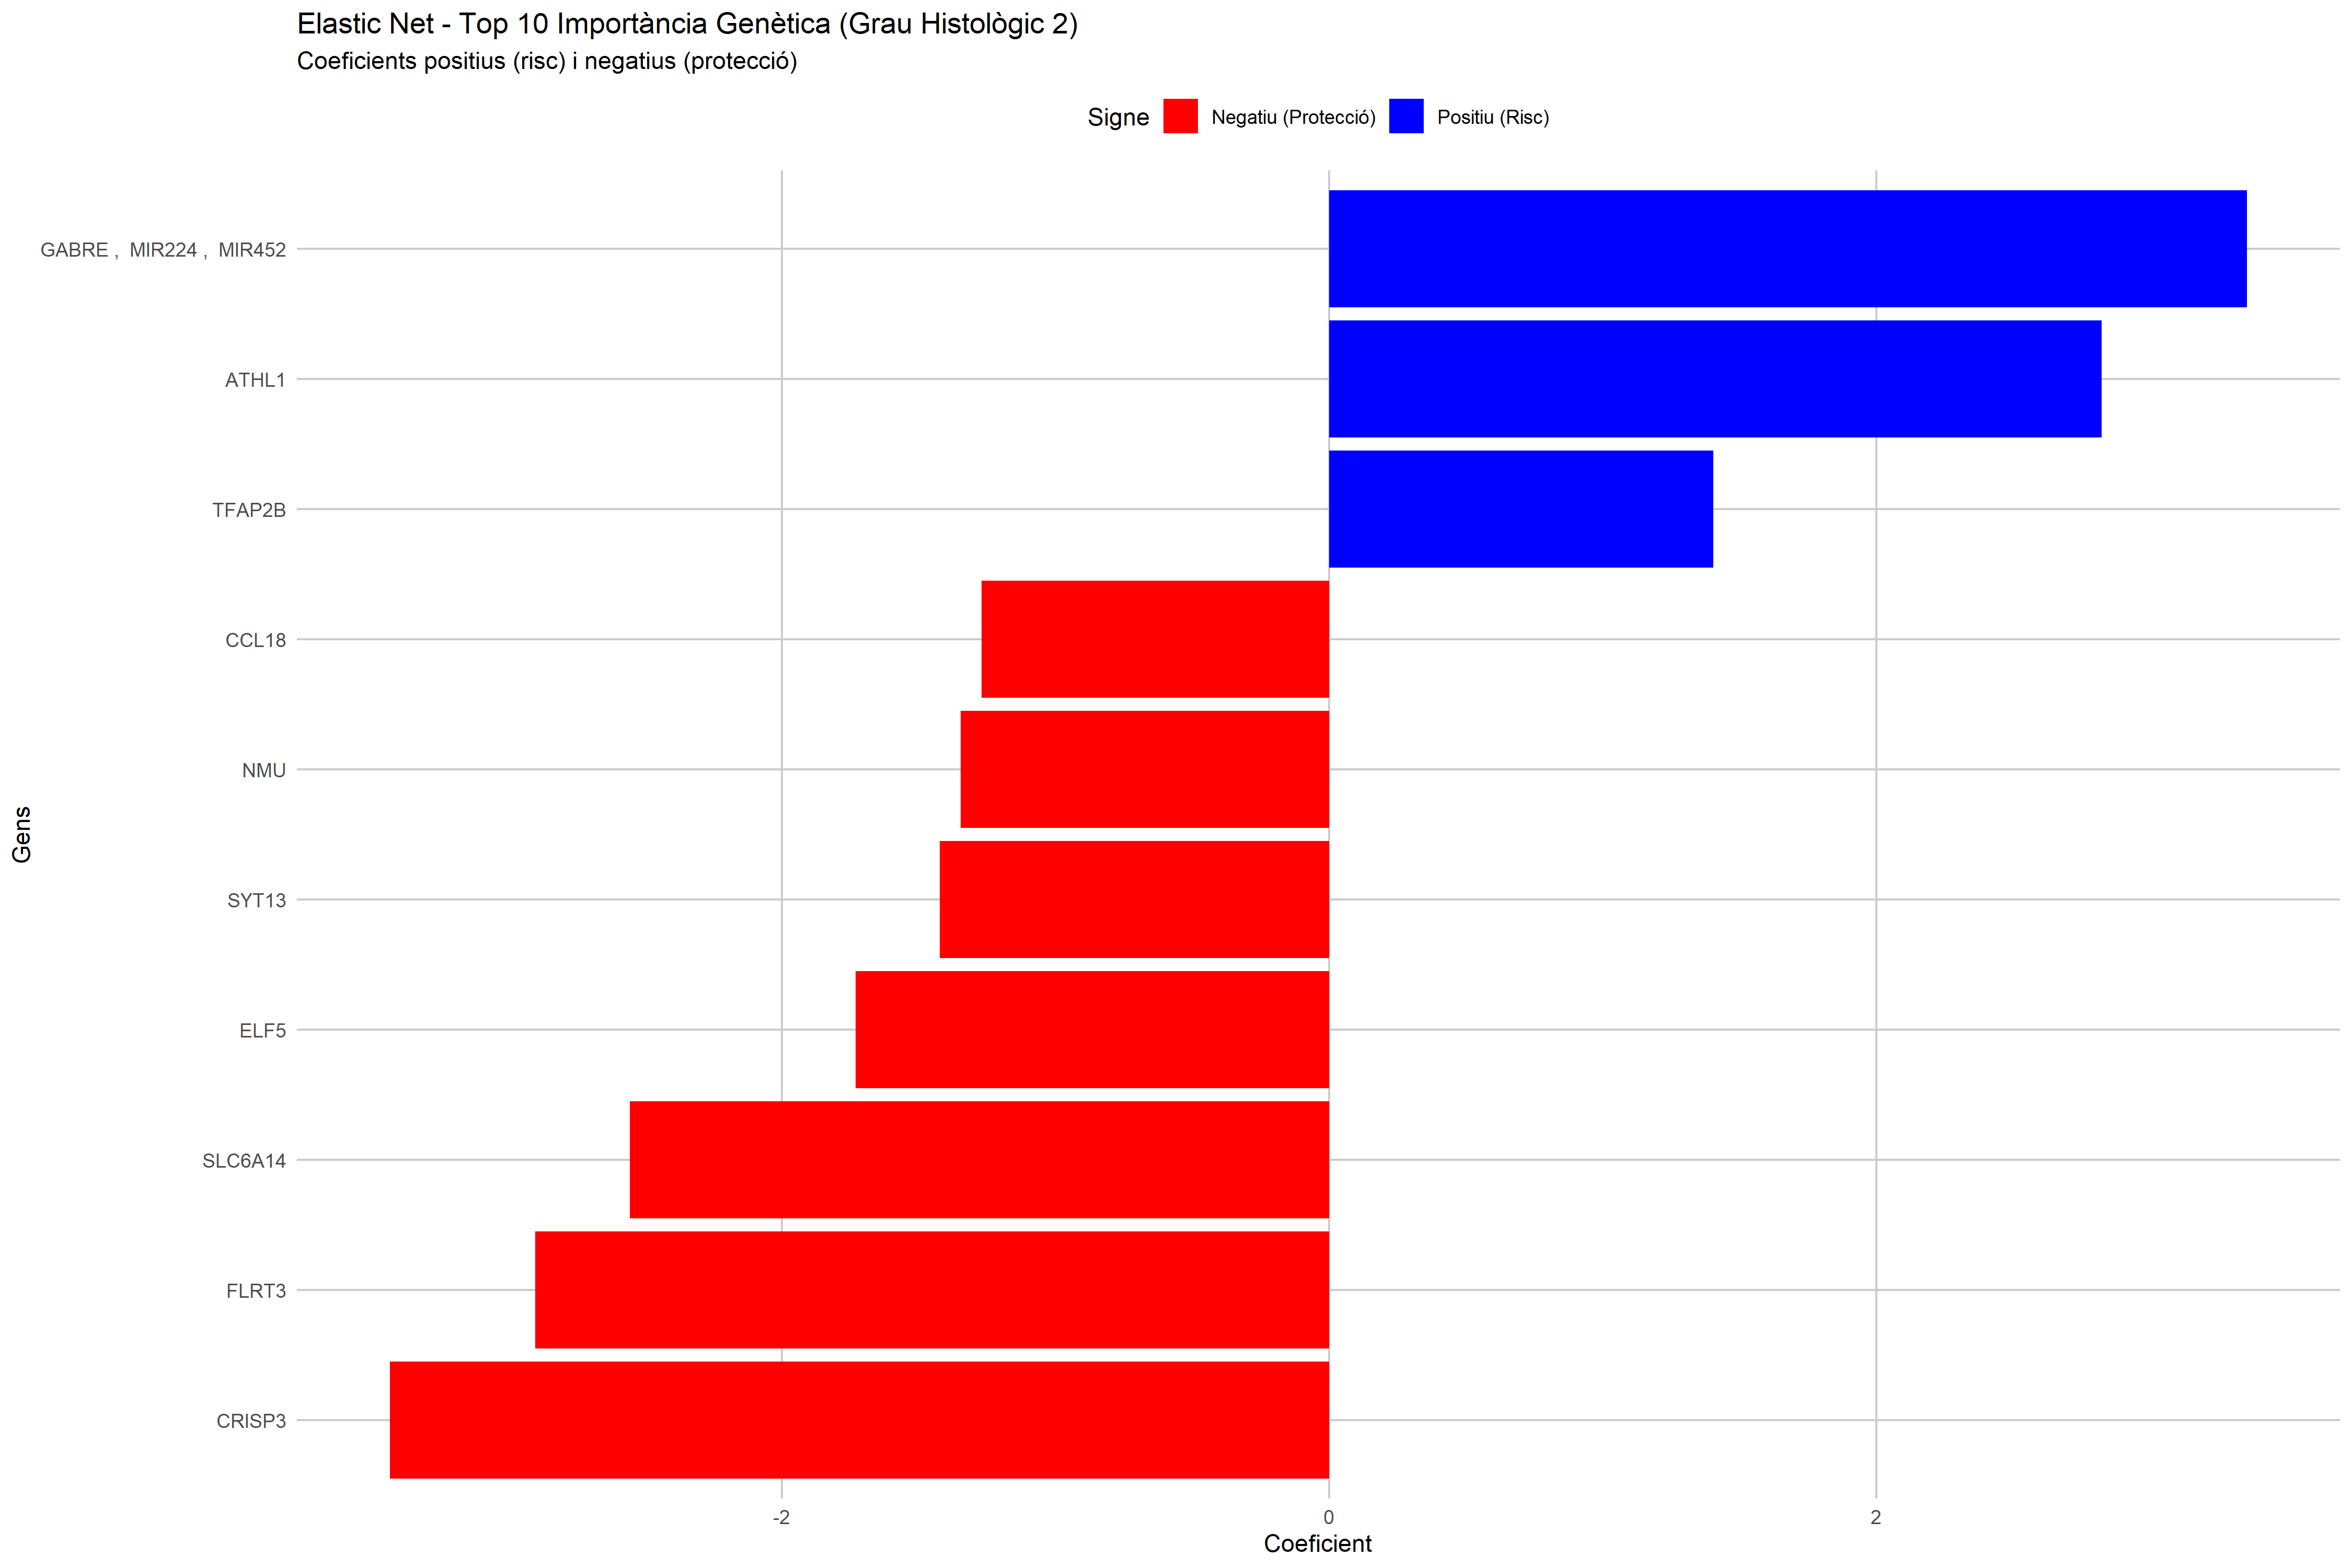 Elastic Net - Top 10 Importància Genètica (Grau Histològic 2)
Coeficients positius (risc) i negatius (protecció)
Signe Negatiu (Protecció) Positiu (Risc)
GABRE ,  MIR224 ,  MIR452
ATHL1
TFAP2B
CCL18
NMU
SYT13
ELF5
SLC6A14
FLRT3
CRISP3
Gens
-2 0 2
Coeficient